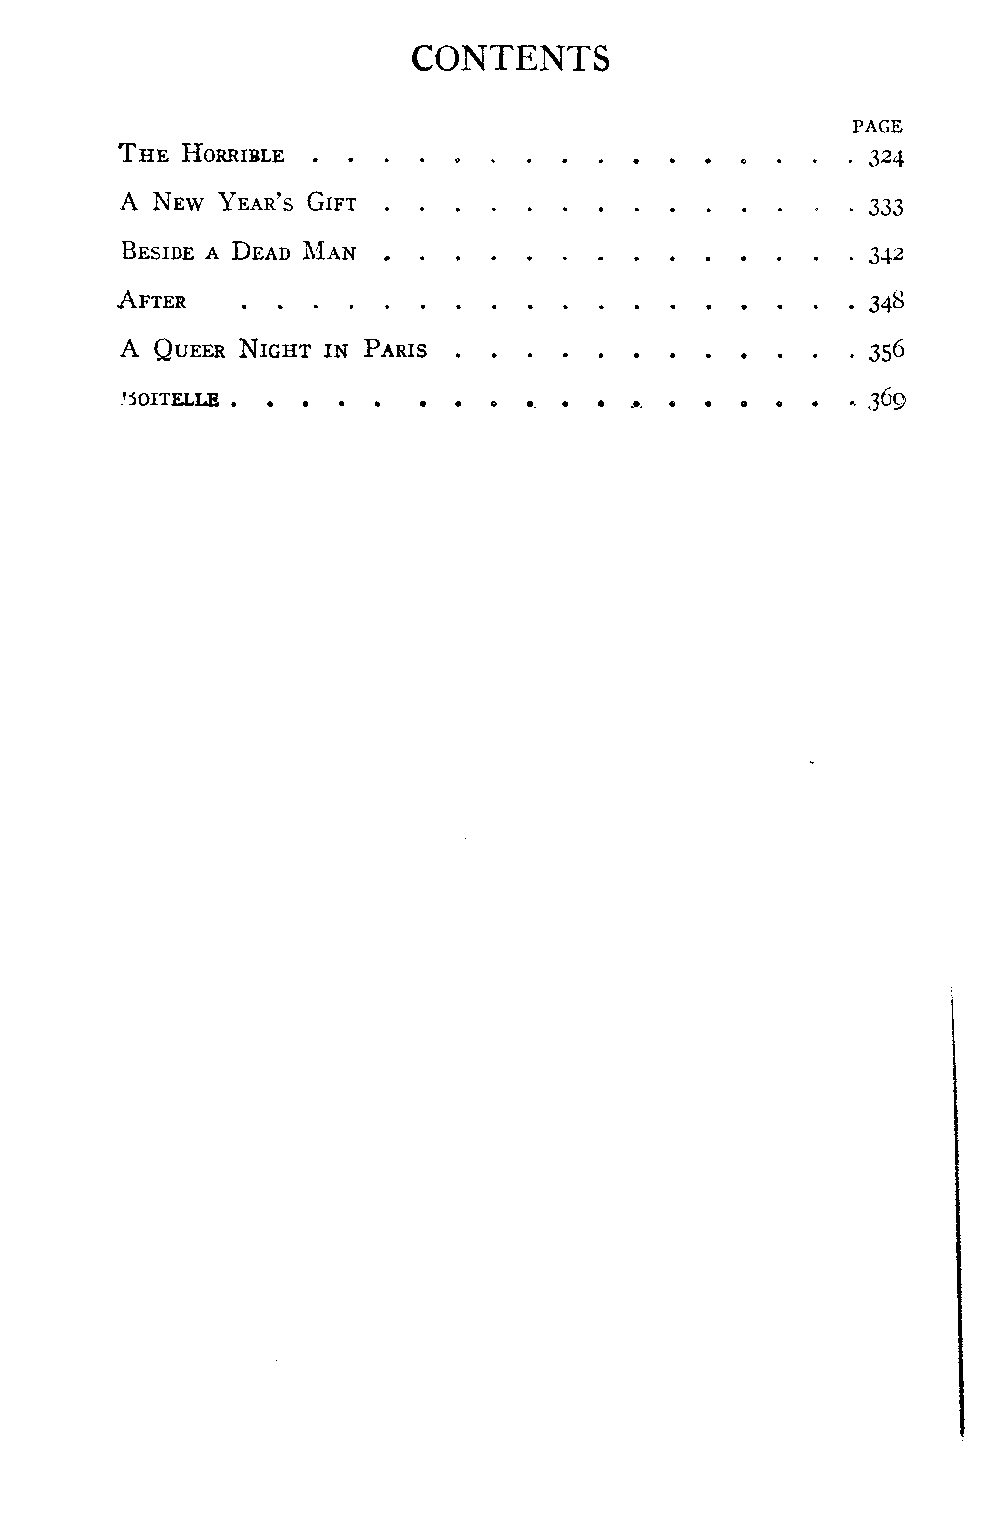 CONTENTS
PAGE
The Horrible . . . . . . . . . . . . . . . . 324
A New Year's Gift . . . . . . . . . . . . . . 333
Beside a Dead Man . . . . . . . . . . . . . . 342
After . . . . . . . . . . . . . . . . . . 348
A Queer Night in Paris . . . . . . . . . . . . 356
Boitelle . . . . . . . . . . . . . . . . . . 369